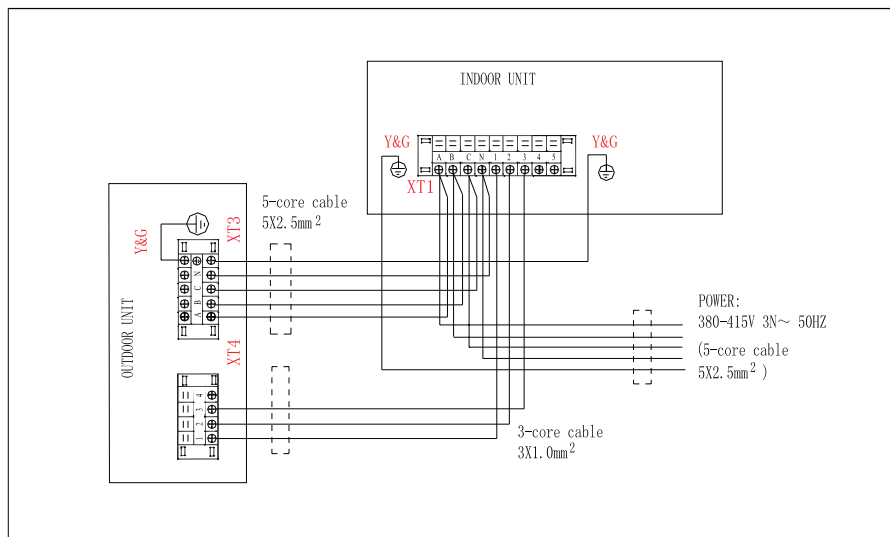 INDOOR UNIT
Y&G
Y&G
A B C N 1 2 3 4 5
XT1
5-core cable
5X2.5mm²
XT3
Y&G
N
C
B
A
OUTDOOR UNIT
XT4
4
3
2
1
POWER:
380-415V 3N～ 50HZ
(5-core cable
5X2.5mm² )
3-core cable
3X1.0mm²